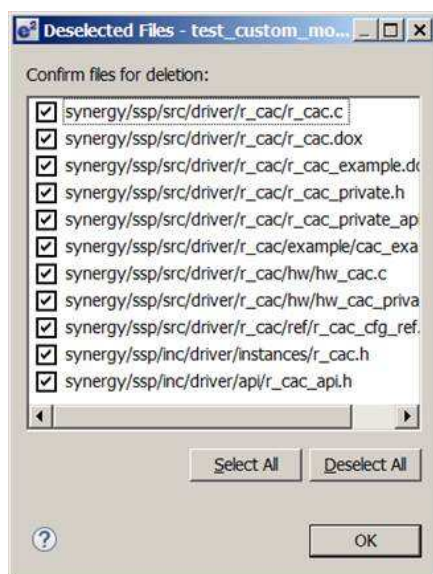 e² Deselected Files - test_custom_mo...
Confirm files for deletion:
synergy/ssp/src/driver/r_cac/r_cac.c
synergy/ssp/src/driver/r_cac/r_cac.dox
synergy/ssp/src/driver/r_cac/r_cac_example.do
synergy/ssp/src/driver/r_cac/r_cac_private.h
synergy/ssp/src/driver/r_cac/r_cac_private_api
synergy/ssp/src/driver/r_cac/example/cac_exa
synergy/ssp/src/driver/r_cac/hw/hw_cac.c
synergy/ssp/src/driver/r_cac/hw/hw_cac_priva
synergy/ssp/src/driver/r_cac/ref/r_cac_cfg_ref.
synergy/ssp/inc/driver/instances/r_cac.h
synergy/ssp/inc/driver/api/r_cac_api.h
Select All Deselect All
? OK